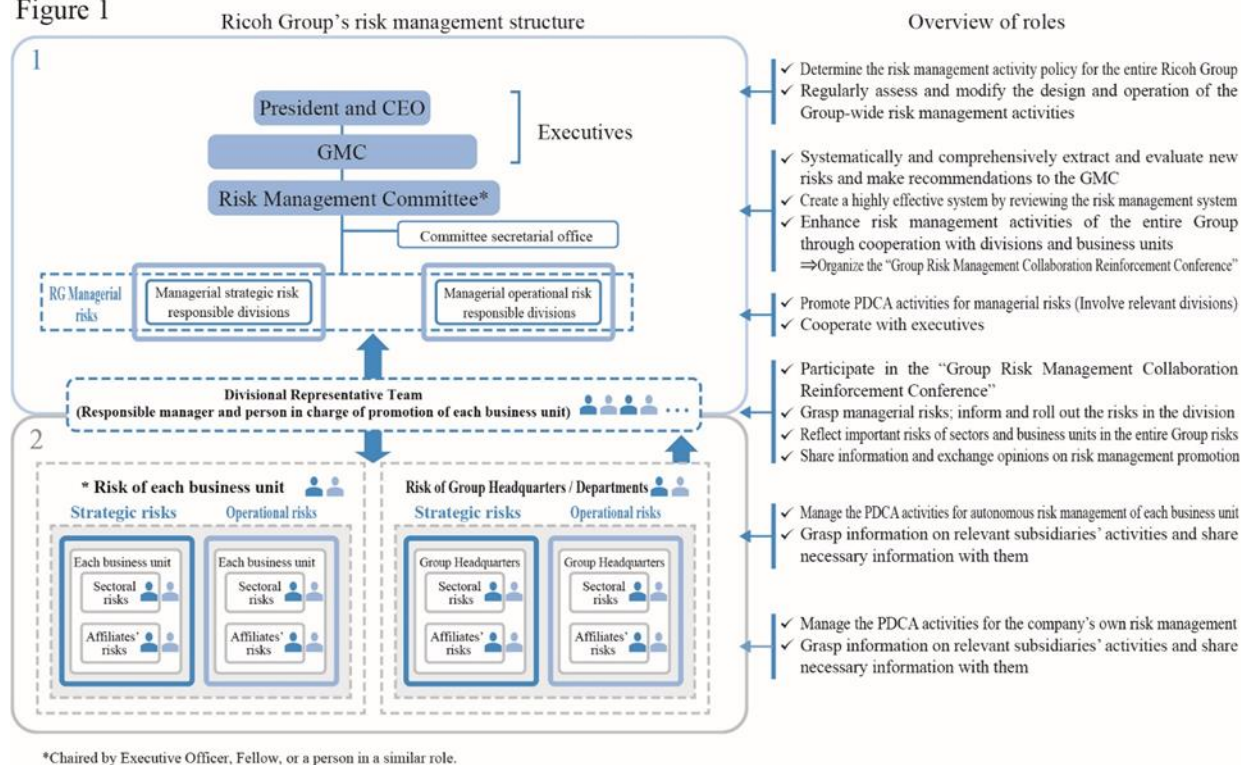 Figure 1
Ricoh Group's risk management structure
Overview of roles
1
President and CEO
GMC
Executives
Risk Management Committee*
Committee secretarial office
RG Managerial
risks
Managerial strategic risk
responsible divisions
Managerial operational risk
responsible divisions
Divisional Representative Team
(Responsible manager and person in charge of promotion of each business unit)
...
2
* Risk of each business unit
Strategic risks
Operational risks
Each business unit
Sectoral
risks
Affiliates'
risks
Each business unit
Sectoral
risks
Affiliates'
risks
Risk of Group Headquarters / Departments
Strategic risks
Operational risks
Group Headquarters
Sectoral
risks
Affiliates'
risks
Group Headquarters
Sectoral
risks
Affiliates'
risks
✓ Determine the risk management activity policy for the entire Ricoh Group
✓ Regularly assess and modify the design and operation of the
Group-wide risk management activities
✓ Systematically and comprehensively extract and evaluate new
risks and make recommendations to the GMC
✓ Create a highly effective system by reviewing the risk management system
✓ Enhance risk management activities of the entire Group
through cooperation with divisions and business units
⇒Organize the "Group Risk Management Collaboration Reinforcement Conference"
✓ Promote PDCA activities for managerial risks (Involve relevant divisions)
✓ Cooperate with executives
✓ Participate in the "Group Risk Management Collaboration
Reinforcement Conference"
✓ Grasp managerial risks; inform and roll out the risks in the division
✓ Reflect important risks of sectors and business units in the entire Group risks
✓ Share information and exchange opinions on risk management promotion
✓ Manage the PDCA activities for autonomous risk management of each business unit
✓ Grasp information on relevant subsidiaries' activities and share
necessary information with them
✓ Manage the PDCA activities for the company's own risk management
✓ Grasp information on relevant subsidiaries' activities and share
necessary information with them
*Chaired by Executive Officer, Fellow, or a person in a similar role.